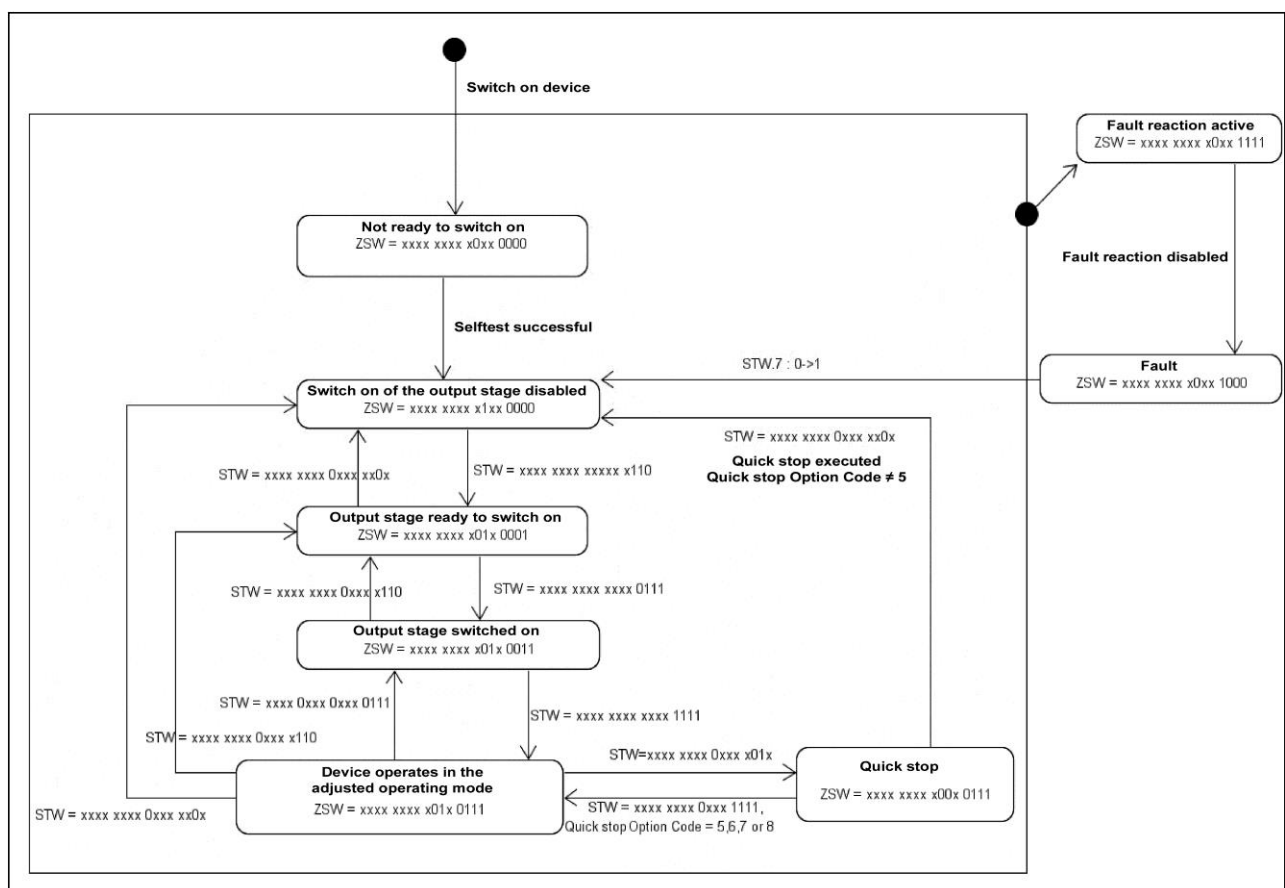 Switch on device
Fault reaction active
ZSW = xxxx xxxx x0xx 1111
Not ready to switch on
ZSW = xxxx xxxx x0xx 0000
Fault reaction disabled
Selftest successful
STW.7 : 0->1
Fault
ZSW = xxxx xxxx x0xx 1000
Switch on of the output stage disabled
ZSW = xxxx xxxx x1xx 0000
STW = xxxx xxxx 0xxx xx0x
Quick stop executed
Quick stop Option Code ≠ 5
STW = xxxx xxxx 0xxx xx0x
STW = xxxx xxxx xxxxx x110
Output stage ready to switch on
ZSW = xxxx xxxx x01x 0001
STW = xxxx xxxx 0xxx x110
STW = xxxx xxxx xxxx 0111
Output stage switched on
ZSW = xxxx xxxx x01x 0011
STW = xxxx 0xxx 0xxx 0111
STW = xxxx xxxx xxxx 1111
STW = xxxx xxxx 0xxx x110
STW=xxxx xxxx 0xxx x01x
Device operates in the
adjusted operating mode
ZSW = xxxx xxxx x01x 0111
Quick stop
ZSW = xxxx xxxx x00x 0111
STW = xxxx xxxx 0xxx xx0x
STW = xxxx xxxx 0xxx 1111,
Quick stop Option Code = 5,6,7 or 8